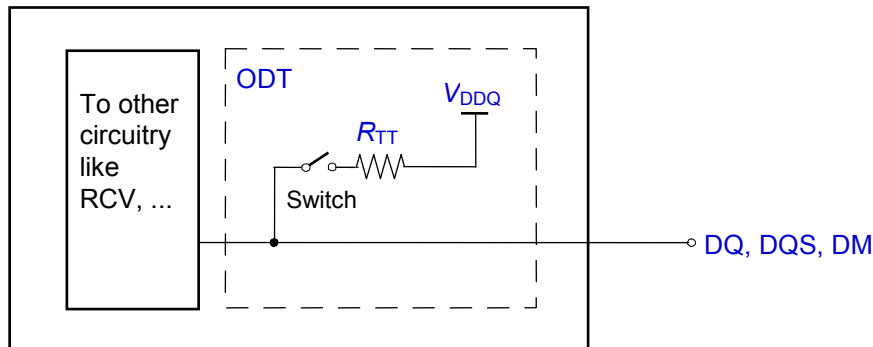 To other
circuitry
like
RCV, ...
ODT
VDDQ
RTT
Switch
DQ, DQS, DM